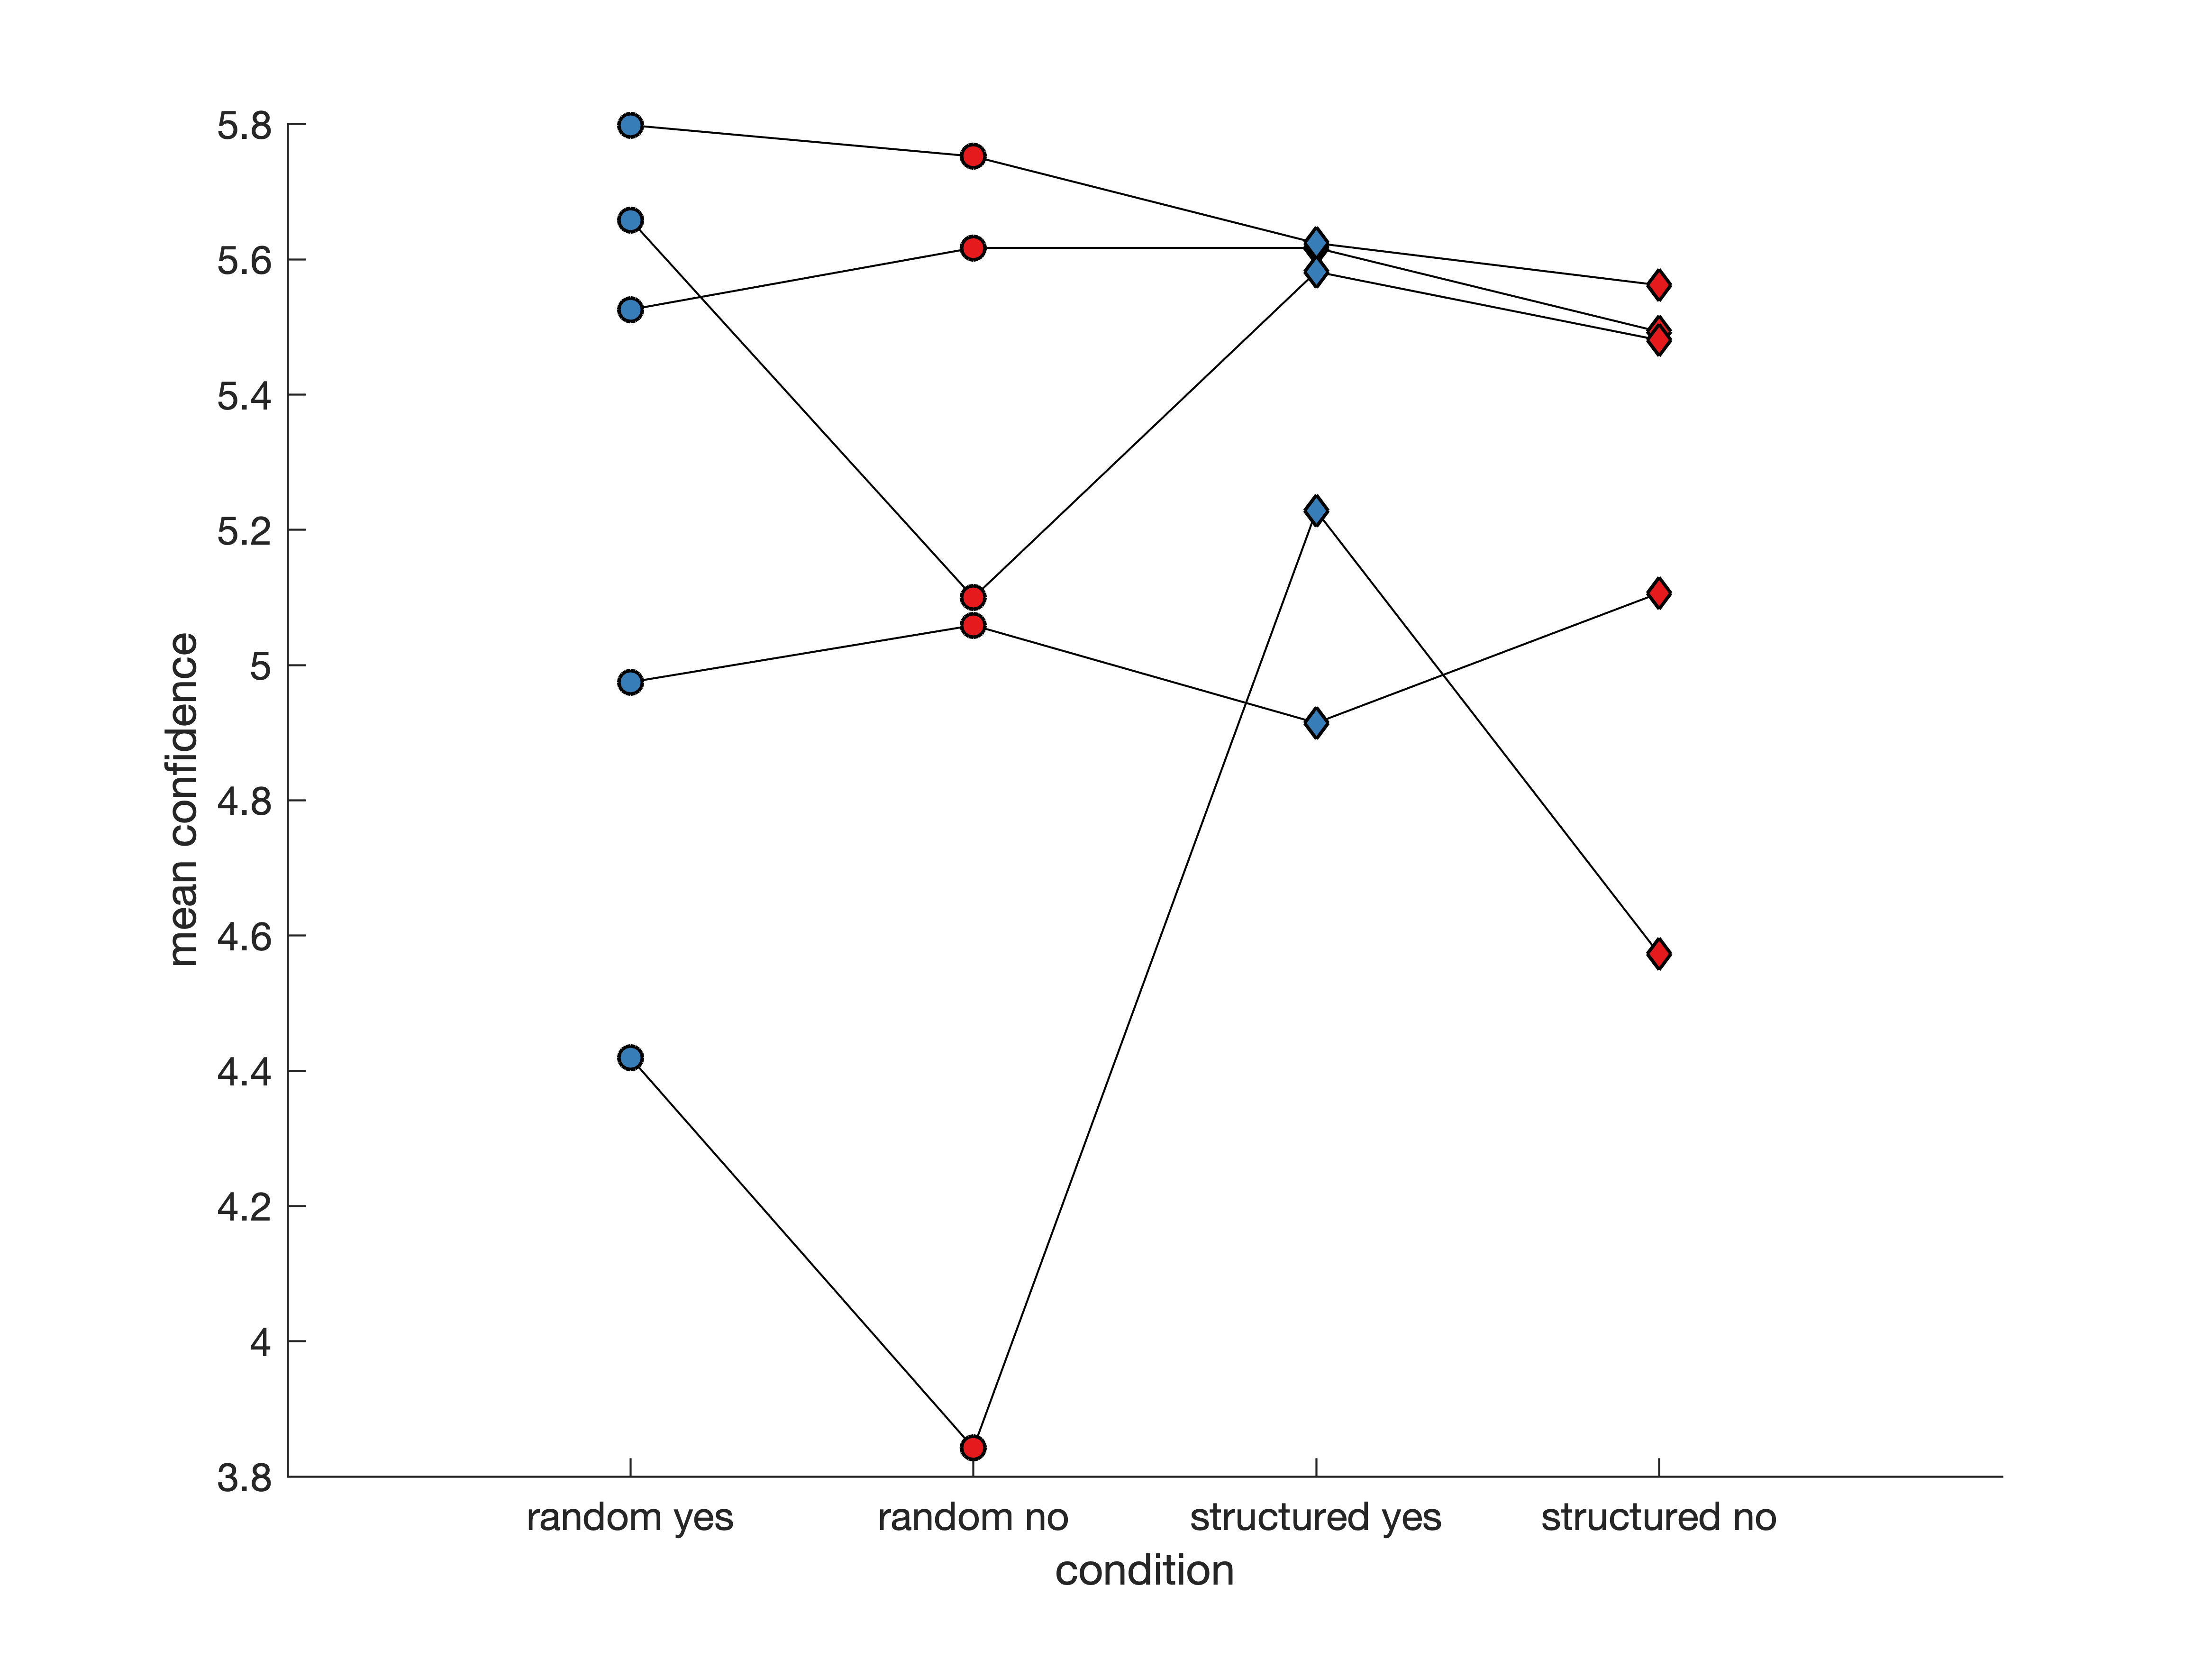 5.8
5.6
5.4
5.2
5
4.8
4.6
4.4
4.2
4
3.8
mean confidence
random yes
random no
structured yes
structured no
condition